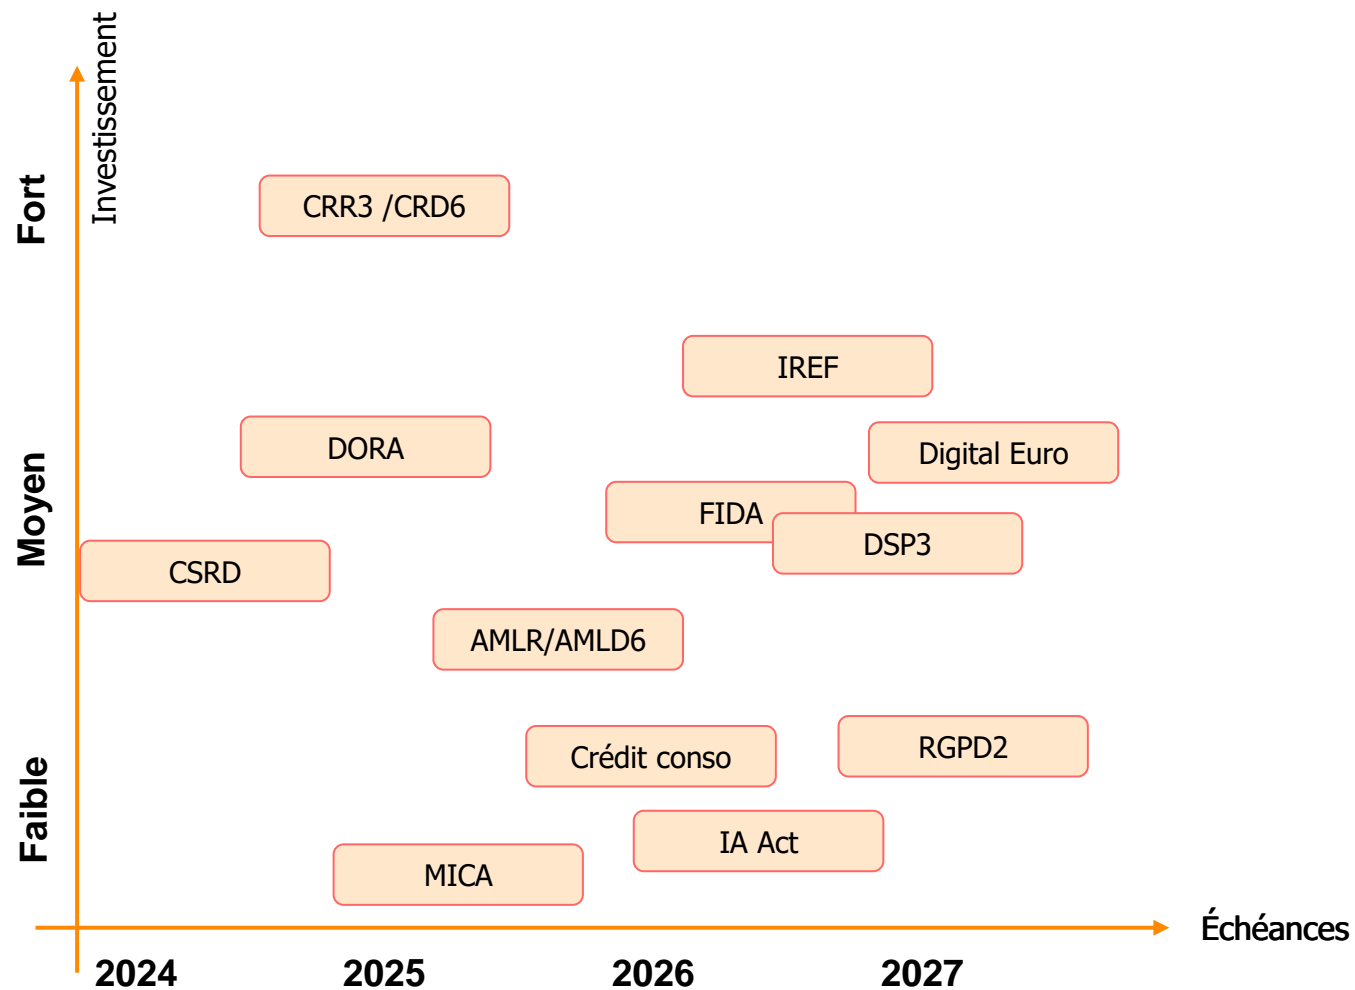 Investissement
Fort
CRR3 /CRD6
IREF
DORA
Digital Euro
Moyen
FIDA
DSP3
CSRD
AMLR/AMLD6
RGPD2
Crédit conso
Faible
IA Act
MICA
Échéances
2024 2025 2026 2027